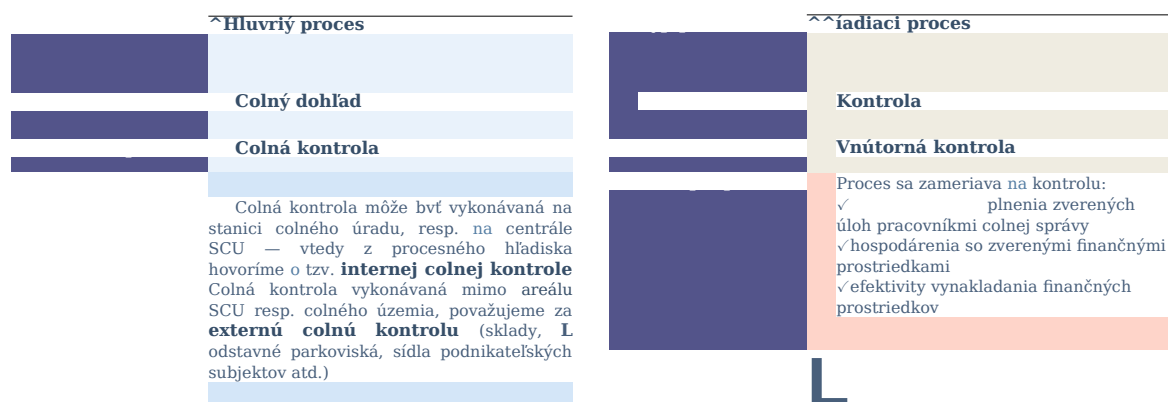 ^Hluvriý proces
Colný dohľad
Colná kontrola
Colná kontrola môže bvť vykonávaná na
stanici colného úradu, resp. na centrále
SCU — vtedy z procesného hľadiska
hovoríme o tzv. internej colnej kontrole
Colná kontrola vykonávaná mimo areálu
SCU resp. colného územia, považujeme za
externú colnú kontrolu (sklady, L
odstavné parkoviská, sídla podnikateľských
subjektov atd.)
^^íadiaci proces
Kontrola
Vnútorná kontrola
Proces sa zameriava na kontrolu:
✓ plnenia zverených
úloh pracovníkmi colnej správy
✓hospodárenia so zverenými finančnými
prostriedkami
✓efektivity vynakladania finančných
prostriedkov
L